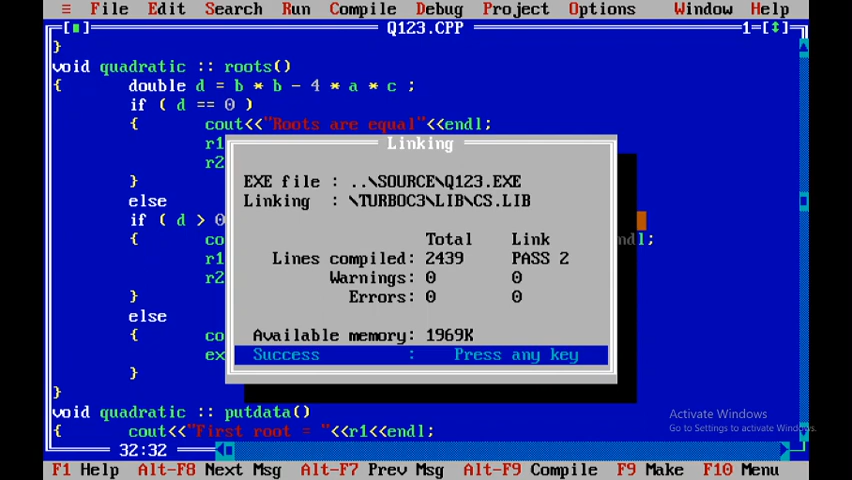 ≡ File Edit Search Run Compile Debug Project Options Window Help
[■] Q123.CPP 1=[↕]
}
void quadratic :: roots()
{ double d = b * b - 4 * a * c ;
if ( d == 0 )
{ cout<<"Roots are equal"<<endl;
r1
r2
}
else
if ( d > 0
{ co ndl;
r1
r2
}
else
{ co
ex
}
}
void quadratic :: putdata()
{ cout<<"First root = "<<r1<<endl;
32:32
Linking
EXE file : ..\SOURCE\Q123.EXE
Linking : \TURBOC3\LIB\CS.LIB
Total Link
Lines compiled: 2439 PASS 2
Warnings: 0 0
Errors: 0 0
Available memory: 1969K
Success : Press any key
Activate Windows
Go to Settings to activate Windows.
F1 Help Alt-F8 Next Msg Alt-F7 Prev Msg Alt-F9 Compile F9 Make F10 Menu